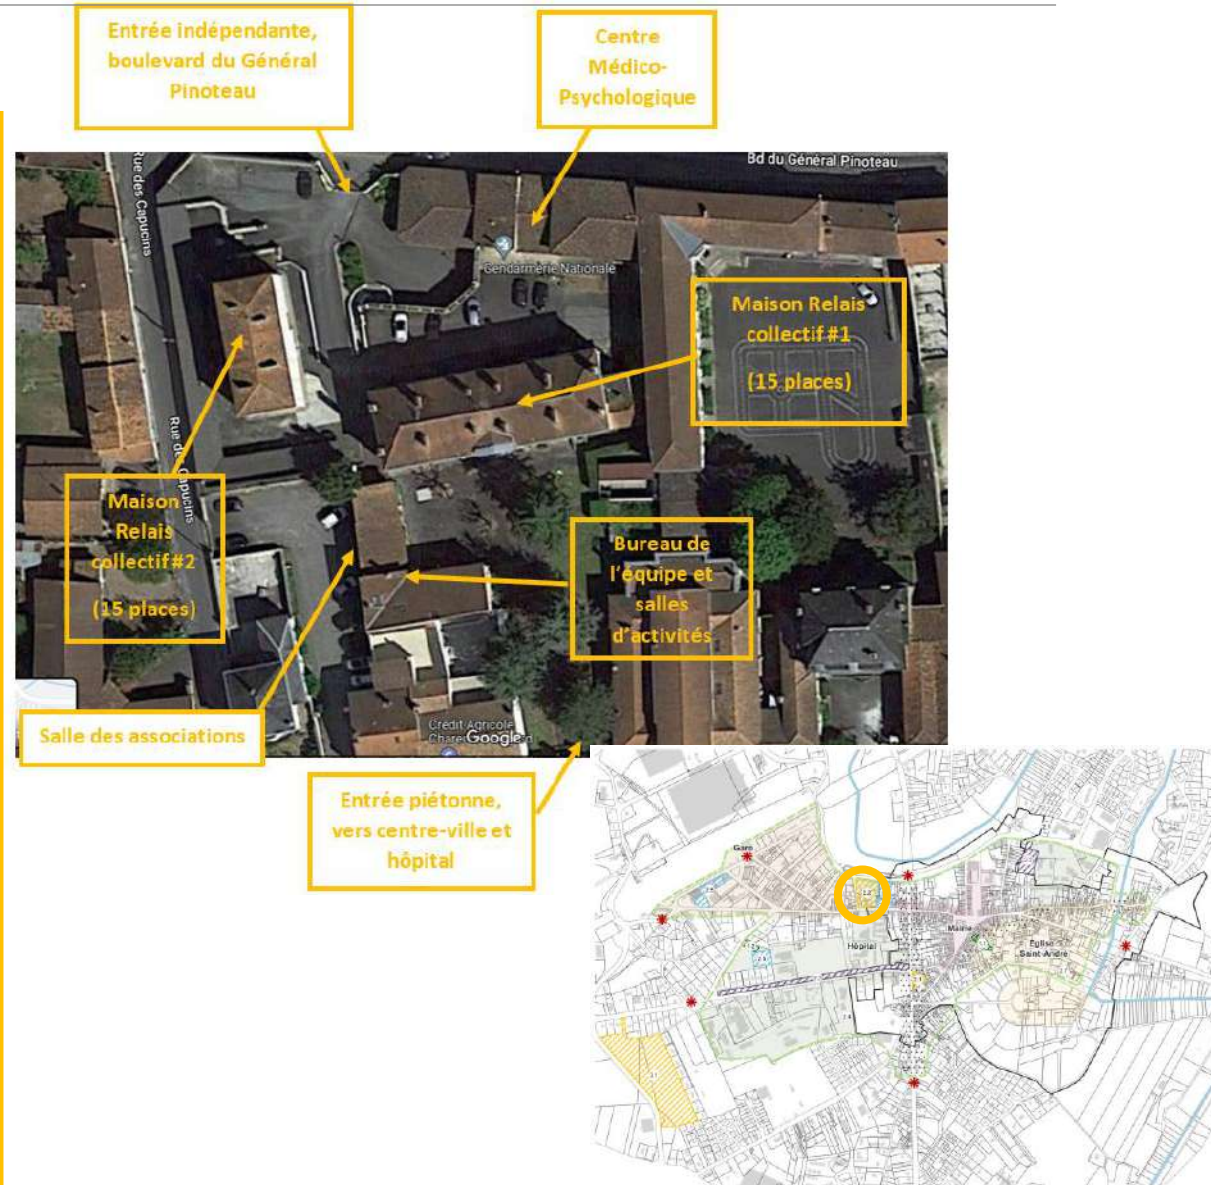 Entrée indépendante,
boulevard du Général
Pinoteau
Centre
Médico-
Psychologique
Bd du Général Pinoteau
Rue des Capucins
Gendarmerie Nationale
Maison Relais
collectif #1
(15 places)
Rue des Capucins
Maison
Relais
collectif #2
(15 places)
Bureau de
l'équipe et
salles
d'activités
Salle des associations
Crédit Agricole
Google
Entrée piétonne,
vers centre-ville et
hôpital
Gare
Mairie
Hôpital
Église
Saint-André